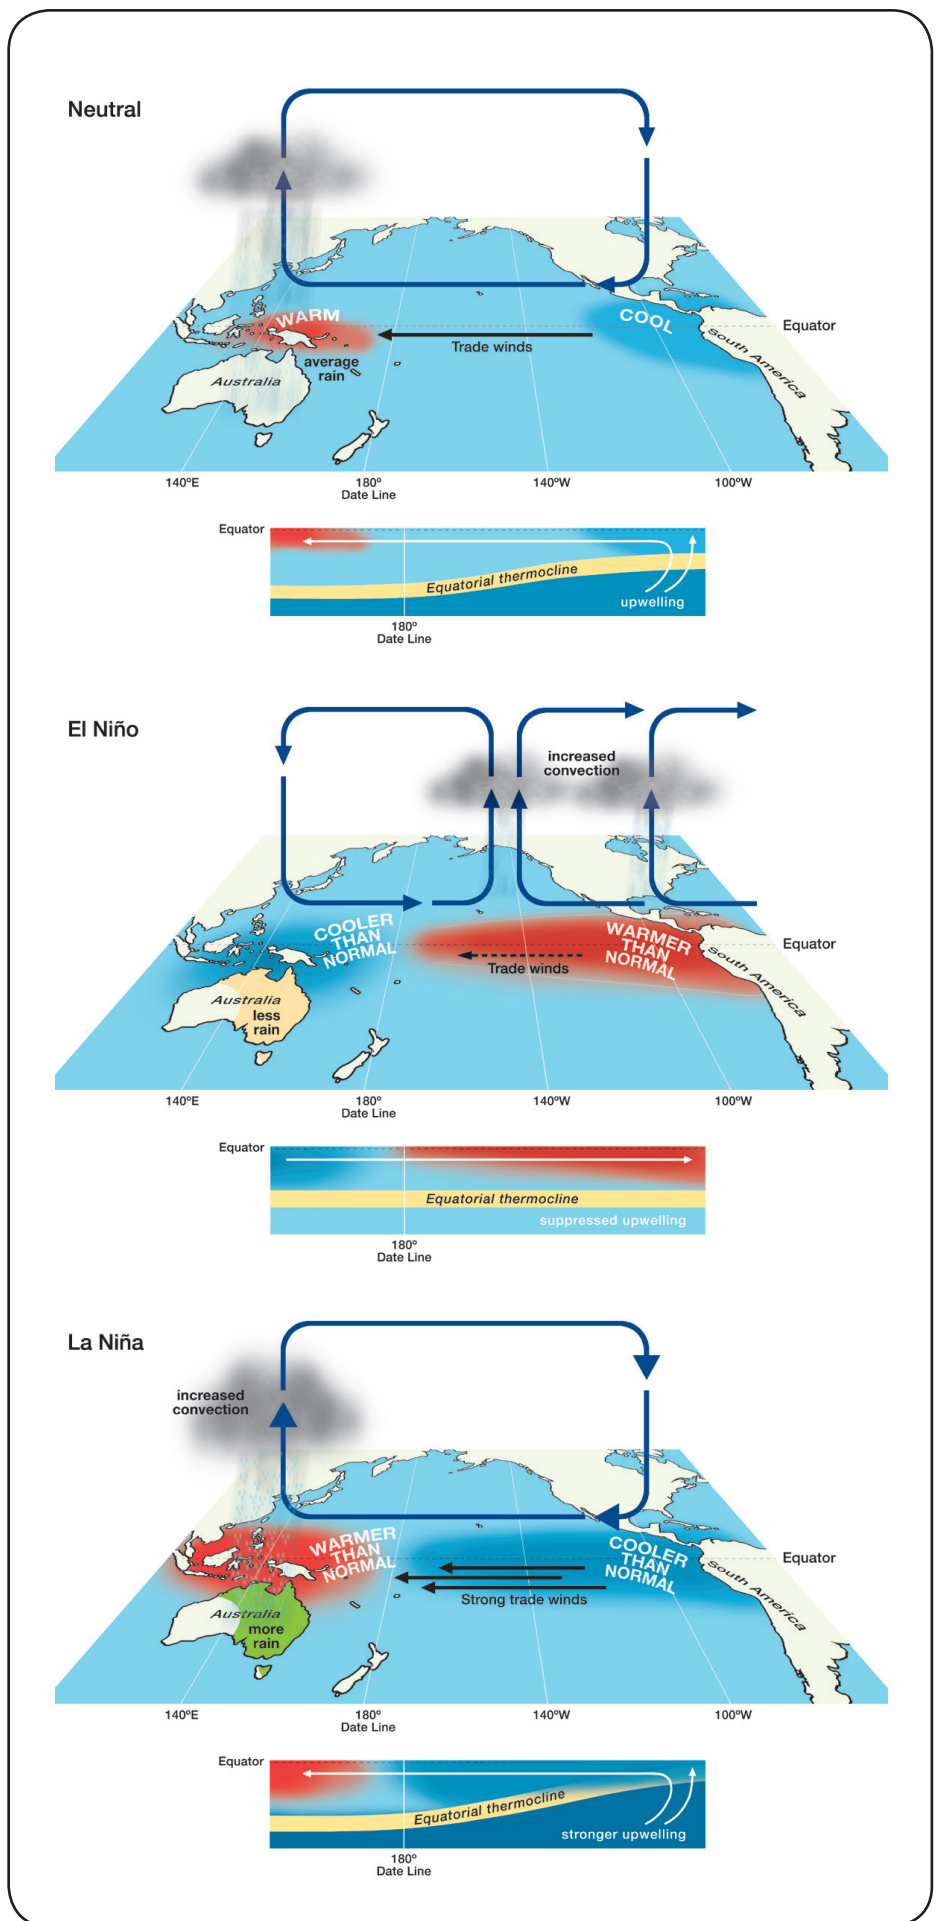 Neutral
WARM
COOL
Equator
Trade winds
average
rain
Australia
South America
140ºE
180º
140ºW
100ºW
Date Line
Equator
Equatorial thermocline
upwelling
180º
Date Line
El Niño
increased
convection
COOLER
THAN
NORMAL
WARMER
THAN
NORMAL
Equator
Trade winds
South America
Australia
less
rain
140ºE
180º
140ºW
100ºW
Date Line
Equator
Equatorial thermocline
suppressed upwelling
180º
Date Line
La Niña
increased
convection
WARMER
THAN
NORMAL
COOLER
THAN
NORMAL
Equator
Strong trade winds
South America
Australia
more
rain
140ºE
180º
140ºW
100ºW
Date Line
Equator
Equatorial thermocline
stronger upwelling
180º
Date Line